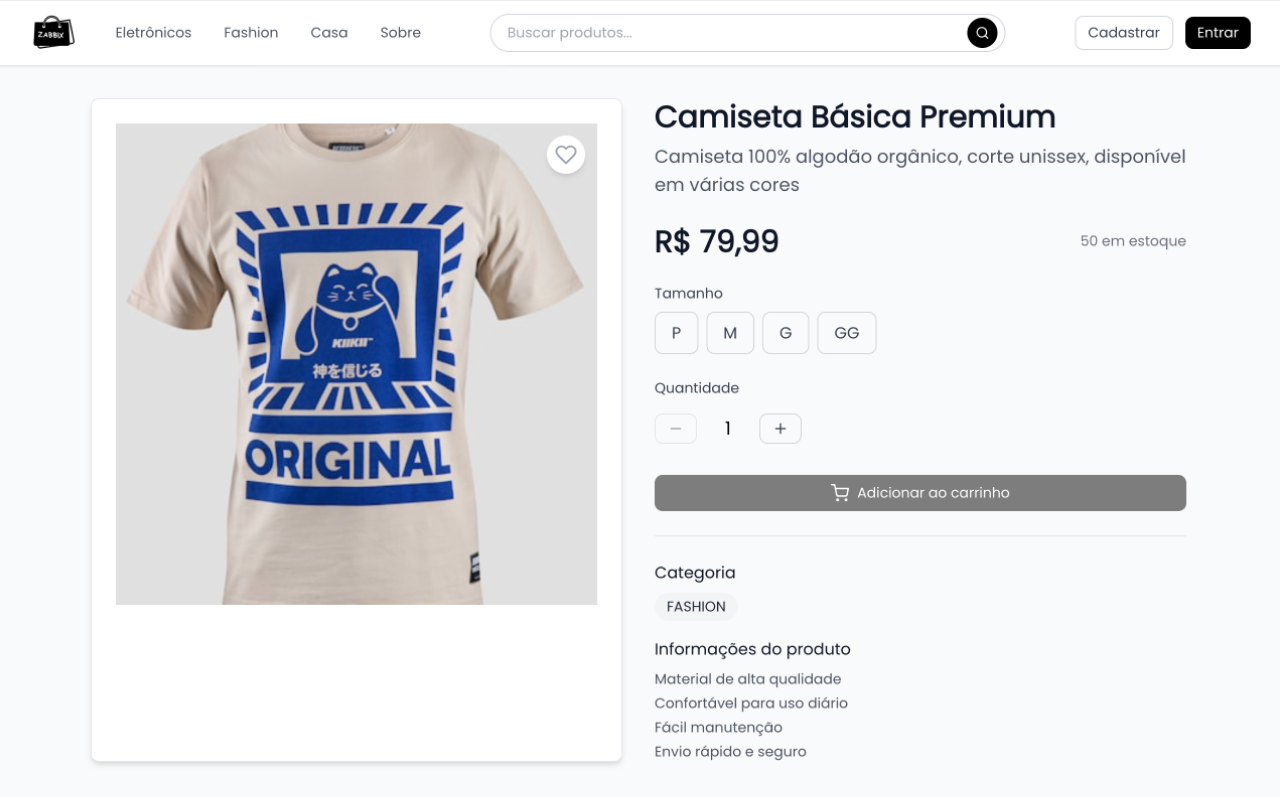 ZABBIX
Eletrônicos
Fashion
Casa
Sobre
Buscar produtos...
Cadastrar
Entrar
KIIKII
神を信じる
ORIGINAL
Camiseta Básica Premium
Camiseta 100% algodão orgânico, corte unissex, disponível
em várias cores
R$ 79,99
50 em estoque
Tamanho
P
M
G
GG
Quantidade
1
Adicionar ao carrinho
Categoria
FASHION
Informações do produto
Material de alta qualidade
Confortável para uso diário
Fácil manutenção
Envio rápido e seguro